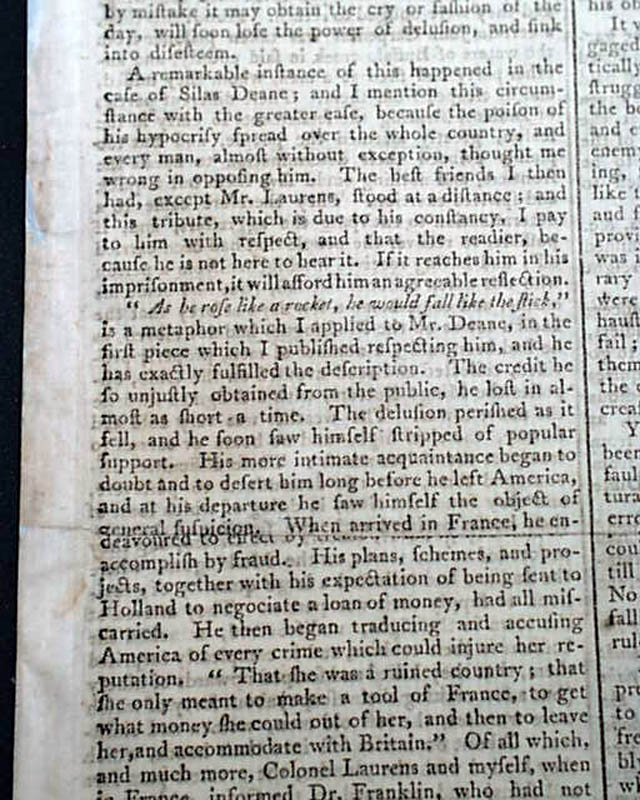 by miſtake it may obtain the cry or faſhion of the
day, will ſoon loſe the power of deluſion, and ſink
into diſeſteem.
A remarkable inſtance of this happened in the
caſe of Silas Deane; and I mention this circum-
ſtance with the greater eaſe, becauſe the poiſon of
his hypocriſy ſpread over the whole country, and
every man, almoſt without exception, thought me
wrong in oppoſing him. The beſt friends I then
had, except Mr. Laurens, ſtood at a diſtance; and
this tribute, which is due to his conſtancy, I pay
to him with reſpect, and that the readier, be-
cauſe he is not here to hear it. If it reaches him in his
impriſonment, it will afford him an agreeable reflection.
"As he roſe like a rocket, he would fall like the ſtick,"
is a metaphor which I applied to Mr. Deane, in the
firſt piece which I publiſhed reſpecting him, and he
has exactly fulfilled the deſcription. The credit he
ſo unjuſtly obtained from the public, he loſt in al-
moſt as ſhort a time. The deluſion periſhed as it
fell, and he ſoon ſaw himſelf ſtripped of popular
ſupport. His more intimate acquaintance began to
doubt and to deſert him long before he left America,
and at his departure he ſaw himſelf the object of
general ſuſpicion. When arrived in France, he en-
deavoured to effect by
accompliſh by fraud. His plans, ſchemes, and pro-
jects, together with his expectation of being ſent to
Holland to negociate a loan of money, had all miſ-
carried. He then began traducing and accuſing
America of every crime which could injure her re-
putation. "That ſhe was a ruined country; that
ſhe only meant to make a tool of France, to get
what money ſhe could out of her, and then to leave
her, and accommodate with Britain." Of all which,
and much more, Colonel Laurens and myſelf, when
in France, informed Dr. Franklin, who had not